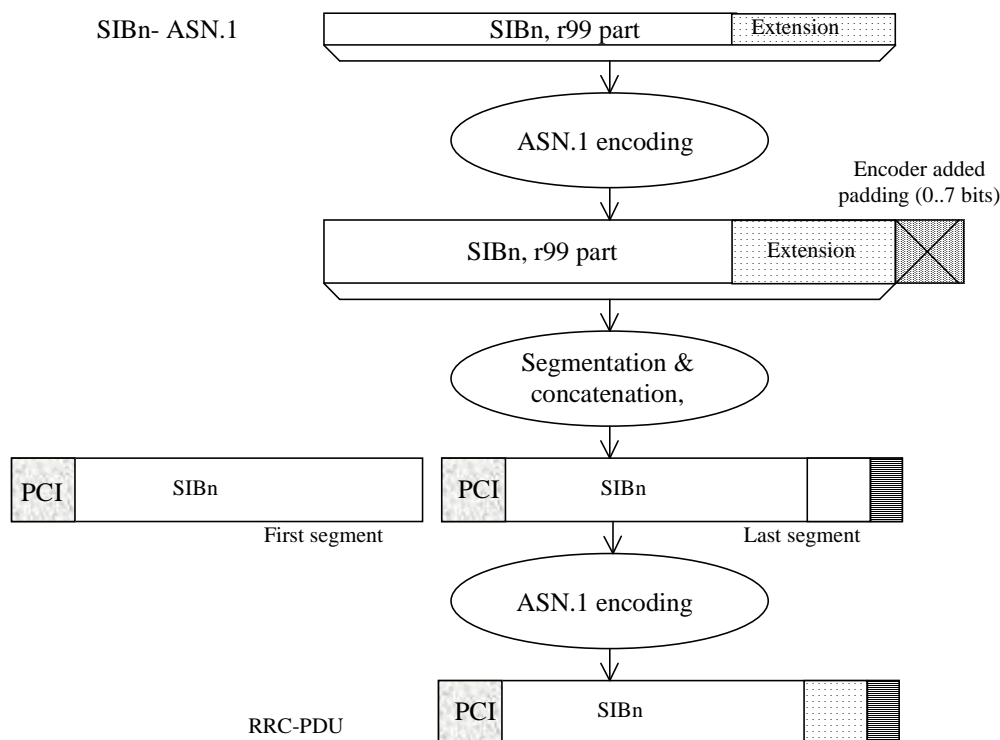 SIBn- ASN.1
SIBn, r99 part
Extension
ASN.1 encoding
Encoder added
padding (0..7 bits)
SIBn, r99 part
Extension
Segmentation &
concatenation,
PCI
SIBn
PCI
SIBn
First segment
Last segment
ASN.1 encoding
PCI
SIBn
RRC-PDU